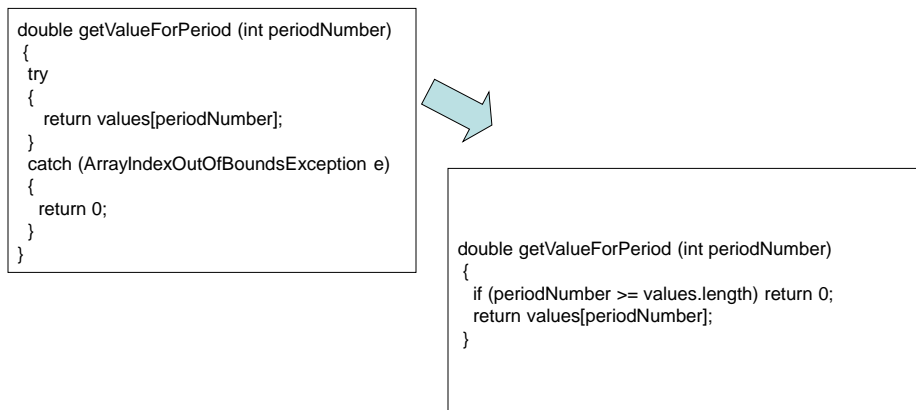 double getValueForPeriod (int periodNumber)
{
try
{
return values[periodNumber];
}
catch (ArrayIndexOutOfBoundsException e)
{
return 0;
}
}
double getValueForPeriod (int periodNumber)
{
if (periodNumber >= values.length) return 0;
return values[periodNumber];
}